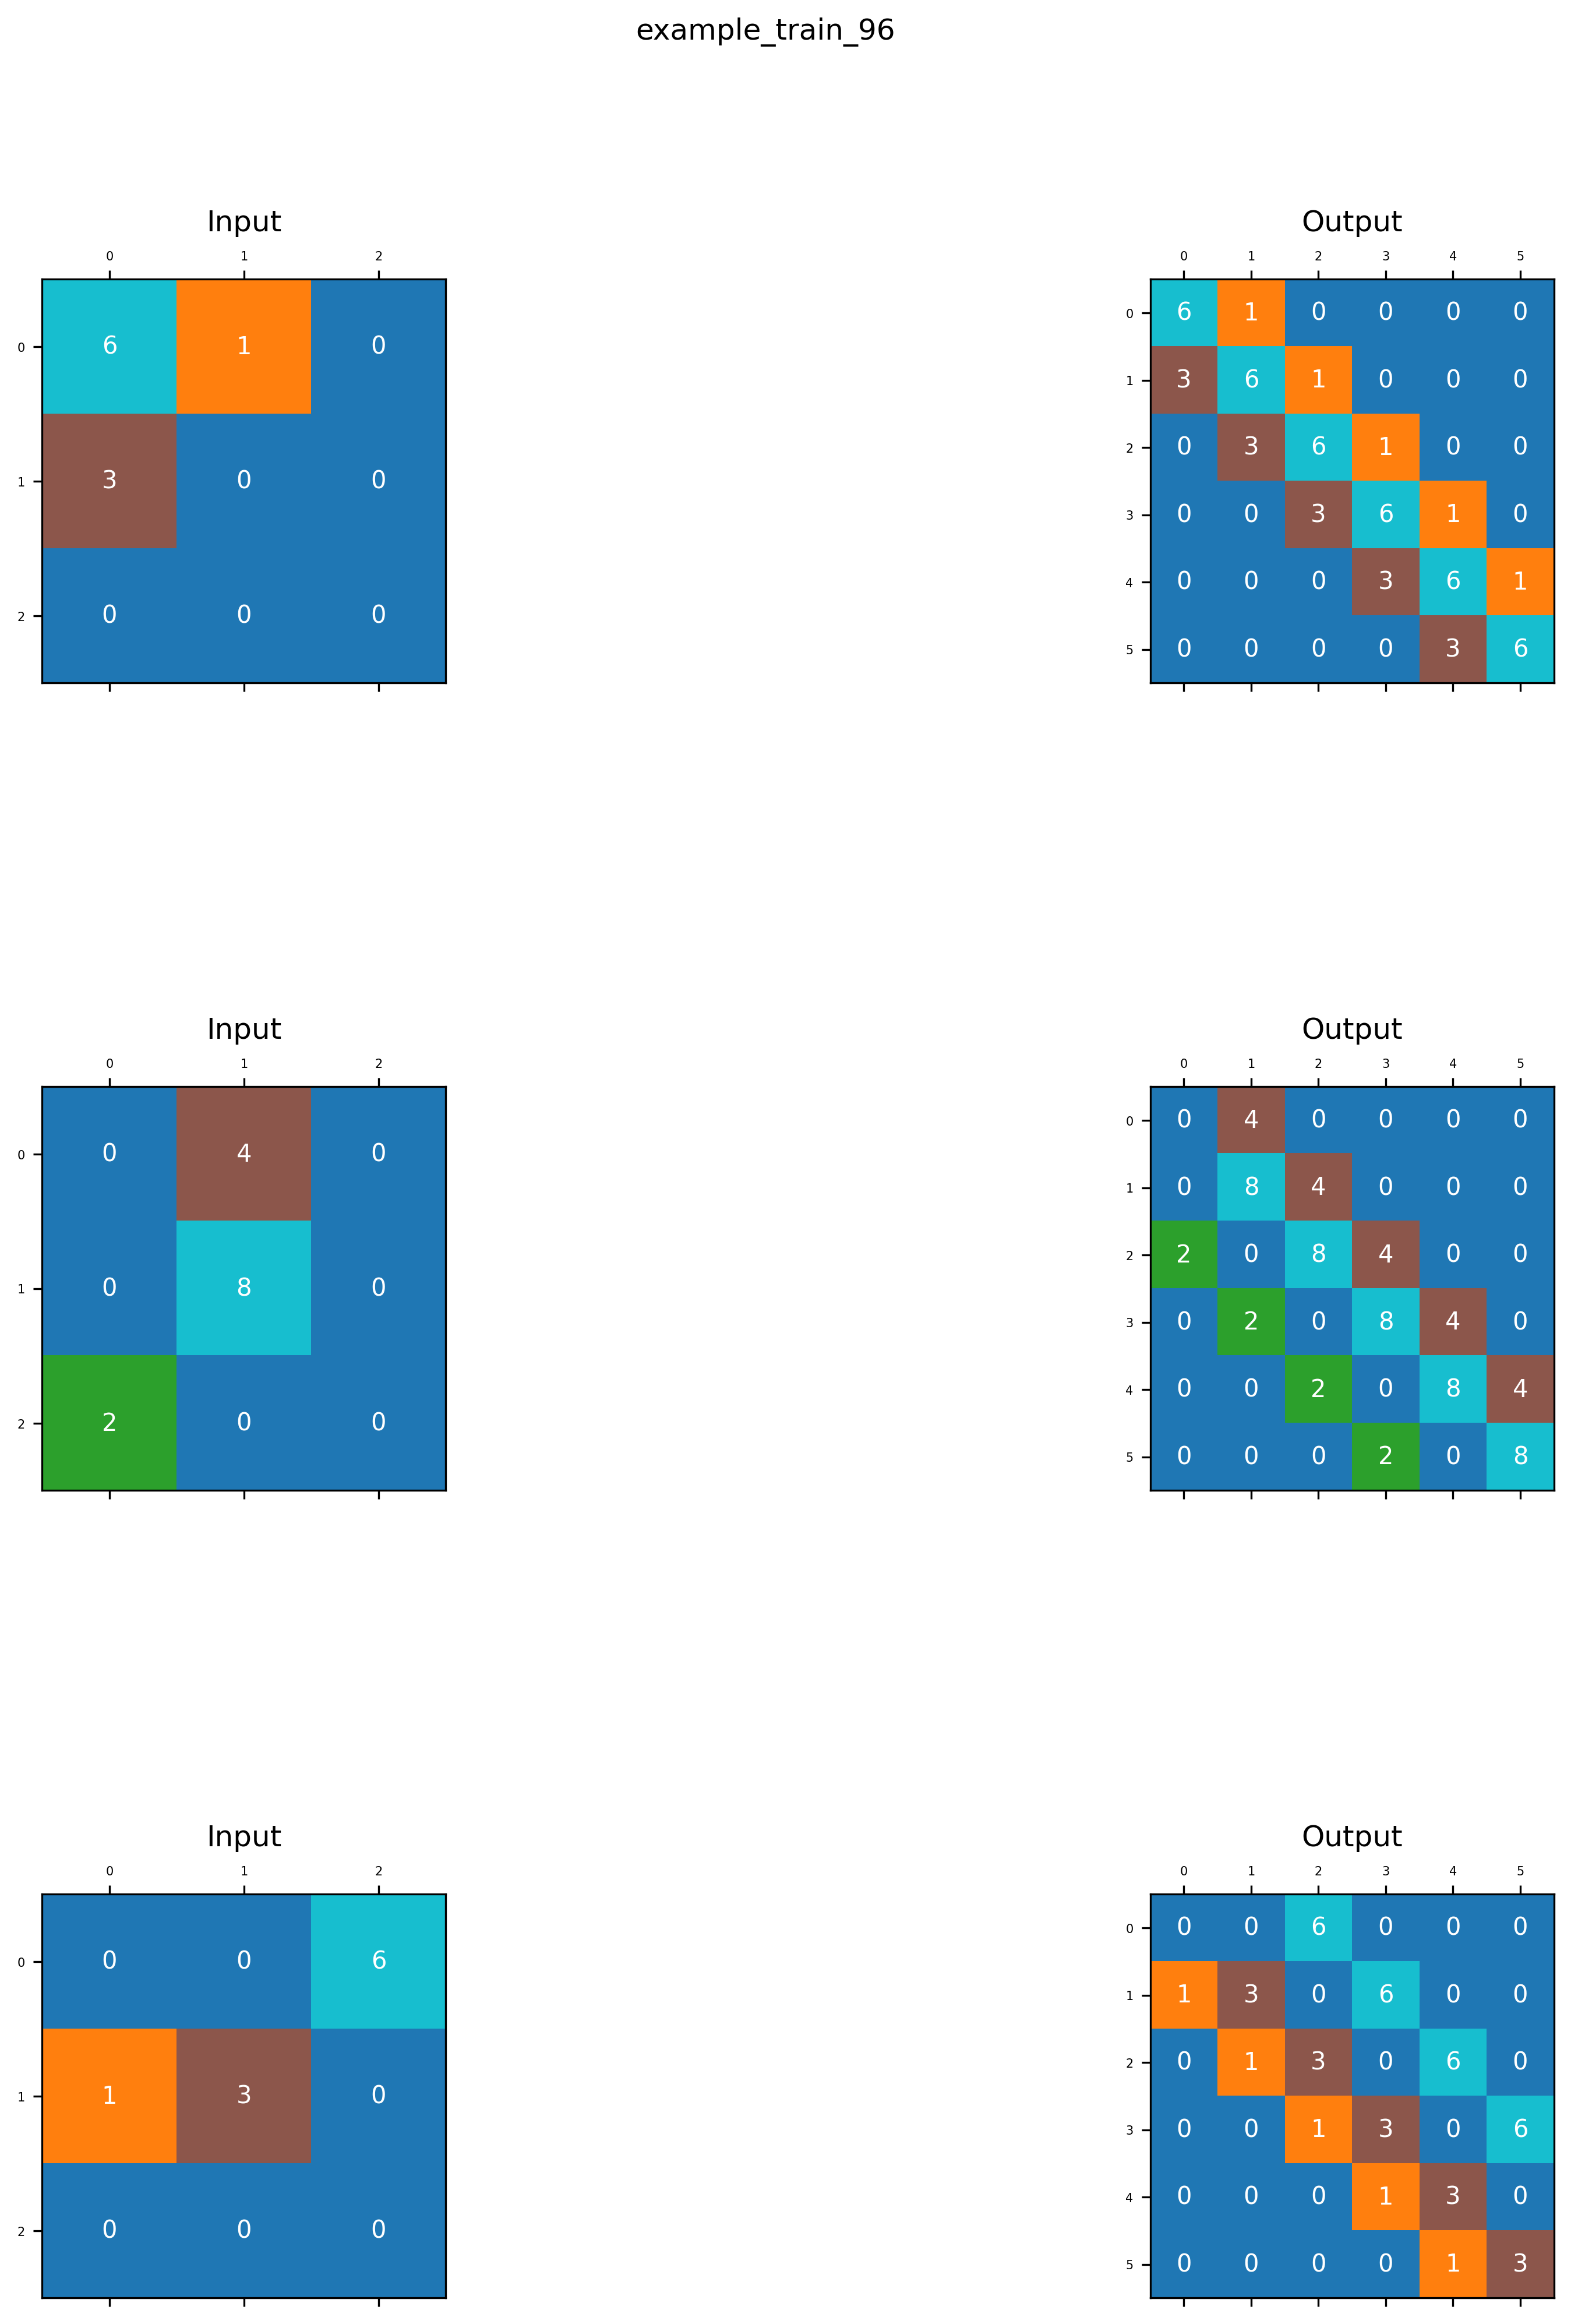 example_train_96
Input Output
0 1 2 0 1 2 3 4 5
0 6 1 0 0 0 0
0 6 1 0 1 3 6 1 0 0 0
2 0 3 6 1 0 0
1 3 0 0 3 0 0 3 6 1 0
4 0 0 0 3 6 1
2 0 0 0 5 0 0 0 0 3 6
Input Output
0 1 2 0 1 2 3 4 5
0 0 4 0 0 0 0
0 0 4 0 1 0 8 4 0 0 0
2 2 0 8 4 0 0
1 0 8 0 3 0 2 0 8 4 0
4 0 0 2 0 8 4
2 2 0 0 5 0 0 0 2 0 8
Input Output
0 1 2 0 1 2 3 4 5
0 0 0 6 0 0 0
0 0 0 6 1 1 3 0 6 0 0
2 0 1 3 0 6 0
1 1 3 0 3 0 0 1 3 0 6
4 0 0 0 1 3 0
2 0 0 0 5 0 0 0 0 1 3